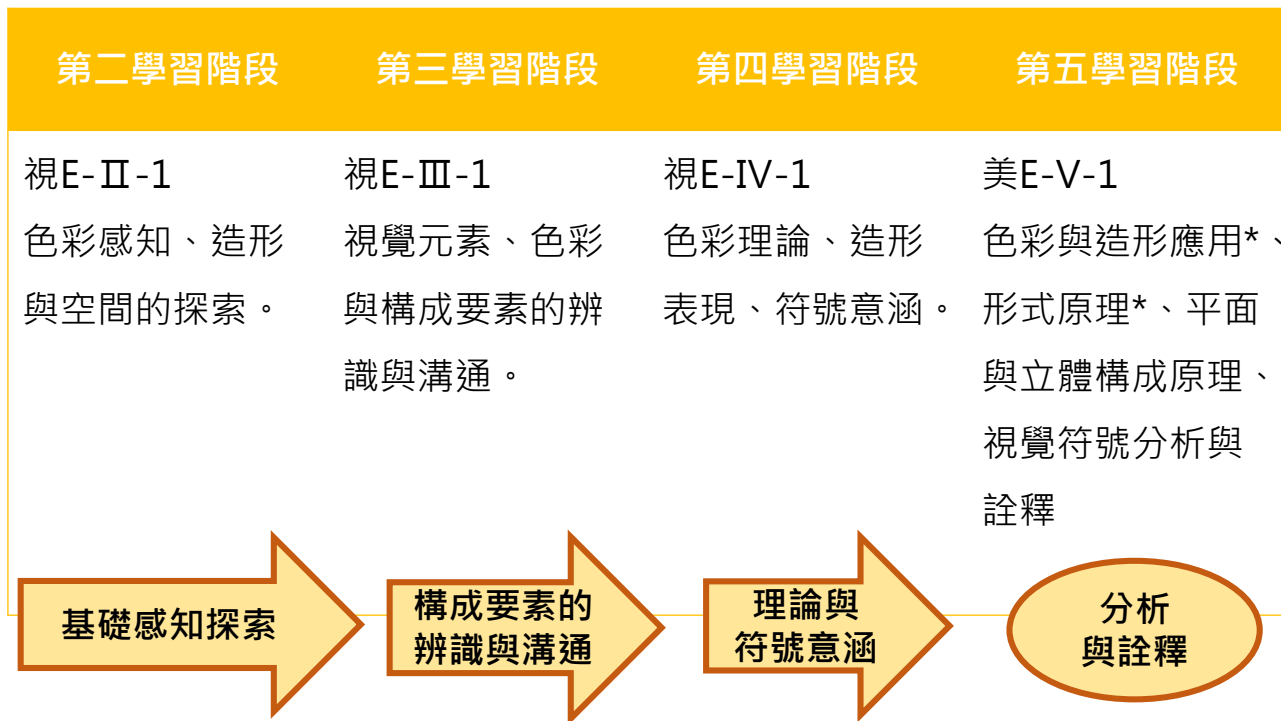 第二學習階段
第三學習階段
第四學習階段
第五學習階段
視E-Ⅱ-1
色彩感知、造形
與空間的探索。
視E-Ⅲ-1
視覺元素、色彩
與構成要素的辨
識與溝通。
視E-IV-1
色彩理論、造形
表現、符號意涵。
美E-V-1
色彩與造形應用*、
形式原理*、平面
與立體構成原理、
視覺符號分析與
詮釋
基礎感知探索
構成要素的
辨識與溝通
理論與
符號意涵
分析
與詮釋